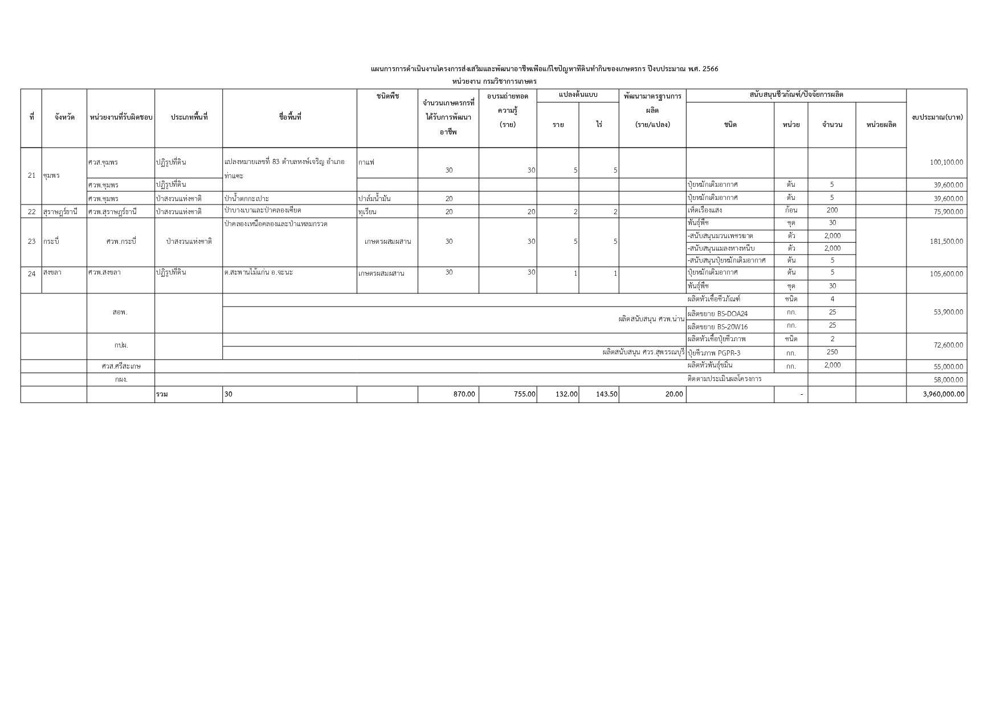 แผนการการดำเนินงานโครงการส่งเสริมและพัฒนาอาชีพเพื่อแก้ไขปัญหาที่ดินทำกินของเกษตรกร ปีงบประมาณ พ.ศ. 2566
หน่วยงาน กรมวิชาการเกษตร
ที่ จังหวัด หน่วยงานที่รับผิดชอบ ประเภทพื้นที่ ชื่อพื้นที่ ชนิดพืช จำนวนเกษตรกรที่ได้รับการพัฒนาอาชีพ อบรมถ่ายทอดความรู้ (ราย) แปลงต้นแบบ พัฒนามาตรฐานการผลิต (ราย/แปลง) สนับสนุนชีวภัณฑ์/ปัจจัยการผลิต งบประมาณ(บาท)
ราย ไร่ ชนิด หน่วย จำนวน หน่วยผลิต
21 ชุมพร ศวส.ชุมพร ปฏิรูปที่ดิน แปลงหมายเลขที่ 83 ตำบลหงษ์เจริญ อำเภอท่าแซะ กาแฟ 30 30 5 5 100,100.00
ศวพ.ชุมพร ปฏิรูปที่ดิน ปุ๋ยหมักเติมอากาศ ตัน 5 39,600.00
ศวพ.ชุมพร ป่าสงวนแห่งชาติ ป่าน้ำตกกะเปาะ ปาล์มน้ำมัน 20 ปุ๋ยหมักเติมอากาศ ตัน 5 39,600.00
22 สุราษฎร์ธานี ศวพ.สุราษฎร์ธานี ป่าสงวนแห่งชาติ ป่าบางเบาและป่าคลองเซียด ทุเรียน 20 20 2 2 เห็ดเรืองแสง ก้อน 200 75,900.00
23 กระบี่ ศวพ.กระบี่ ป่าสงวนแห่งชาติ ป่าคลองเหนือคลองและป่าแหลมกรวด เกษตรผสมผสาน 30 30 5 5 พันธุ์พืช ชุด 30 181,500.00
-สนับสนุนมวนเพชรฆาต ตัว 2,000
-สนับสนุนแมลงหางหนีบ ตัว 2,000
-สนับสนุนปุ๋ยหมักเติมอากาศ ตัน 5
24 สงขลา ศวพ.สงขลา ปฏิรูปที่ดิน ต.สะพานไม้แก่น อ.จะนะ เกษตรผสมผสาน 30 30 1 1 ปุ๋ยหมักเติมอากาศ ตัน 5 105,600.00
พันธุ์พืช ชุด 30
สอพ. ผลิตหัวเชื้อชีวภัณฑ์ ชนิด 4 53,900.00
ผลิตสนับสนุน ศวพ.น่าน ผลิตขยาย BS-DOA24 กก. 25
ผลิตขยาย BS-20W16 กก. 25
กปผ. ผลิตหัวเชื้อปุ๋ยชีวภาพ ชนิด 2 72,600.00
ผลิตสนับสนุน ศวร.สุพรรณบุรี ปุ๋ยชีวภาพ PGPR-3 กก. 250
ศวส.ศรีสะเกษ ผลิตหัวพันธุ์ขมิ้น กก. 2,000 55,000.00
กผง. ติดตามประเมินผลโครงการ 58,000.00
รวม 30 870.00 755.00 132.00 143.50 20.00 - 3,960,000.00